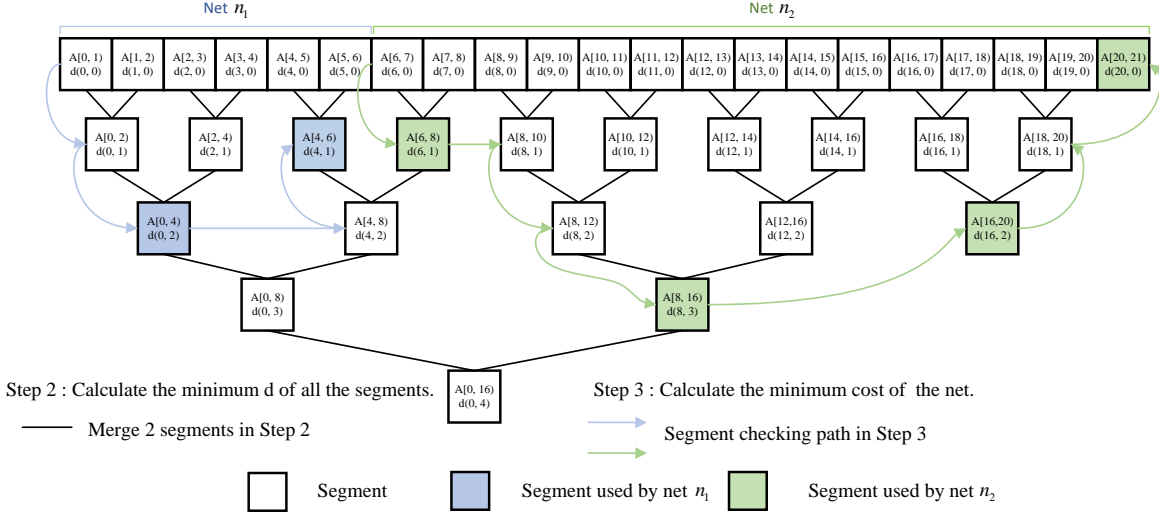 Net n₁
Net n₂
A[0, 1) A[1, 2) A[2, 3) A[3, 4) A[4, 5) A[5, 6) A[6, 7) A[7, 8) A[8, 9) A[9, 10) A[10, 11) A[11, 12) A[12, 13) A[13, 14) A[14, 15) A[15, 16) A[16, 17) A[17, 18) A[18, 19) A[19, 20) A[20, 21)
d(0, 0) d(1, 0) d(2, 0) d(3, 0) d(4, 0) d(5, 0) d(6, 0) d(7, 0) d(8, 0) d(9, 0) d(10, 0) d(11, 0) d(12, 0) d(13, 0) d(14, 0) d(15, 0) d(16, 0) d(17, 0) d(18, 0) d(19, 0) d(20, 0)
A[0, 2) A[2, 4) A[4, 6) A[6, 8) A[8, 10) A[10, 12) A[12, 14) A[14, 16) A[16, 18) A[18, 20)
d(0, 1) d(2, 1) d(4, 1) d(6, 1) d(8, 1) d(10, 1) d(12, 1) d(14, 1) d(16, 1) d(18, 1)
A[0, 4) A[4, 8) A[8, 12) A[12,16) A[16,20)
d(0, 2) d(4, 2) d(8, 2) d(12, 2) d(16, 2)
A[0, 8) A[8, 16)
d(0, 3) d(8, 3)
A[0, 16)
d(0, 4)
Step 2 : Calculate the minimum d of all the segments.
Step 3 : Calculate the minimum cost of the net.
Merge 2 segments in Step 2
Segment checking path in Step 3
Segment
Segment used by net n₁
Segment used by net n₂